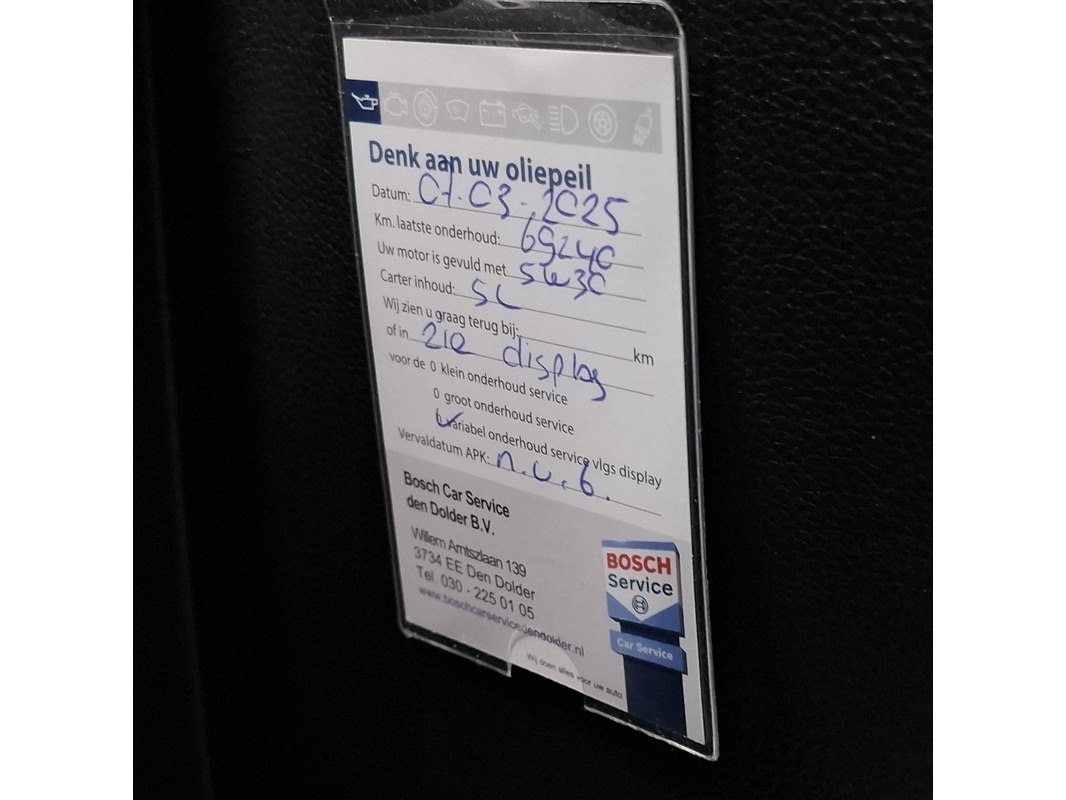 Denk aan uw oliepeil
Datum: 07-03-2025
Km. laatste onderhoud: 69240
Uw motor is gevuld met 5W30
Carter inhoud: 5L
Wij zien u graag terug bij: km
of in zie display
voor de 0 klein onderhoud service
0 groot onderhoud service
0 variabel onderhoud service vlgs display
Vervaldatum APK: n.v.b.
Bosch Car Service
den Dolder B.V.
Willem Arntszlaan 139
3734 EE Den Dolder
Tel. 030 - 225 01 05
www.boschcarservicedendolder.nl
Wij doen alles voor uw auto
BOSCH
Service
Car Service